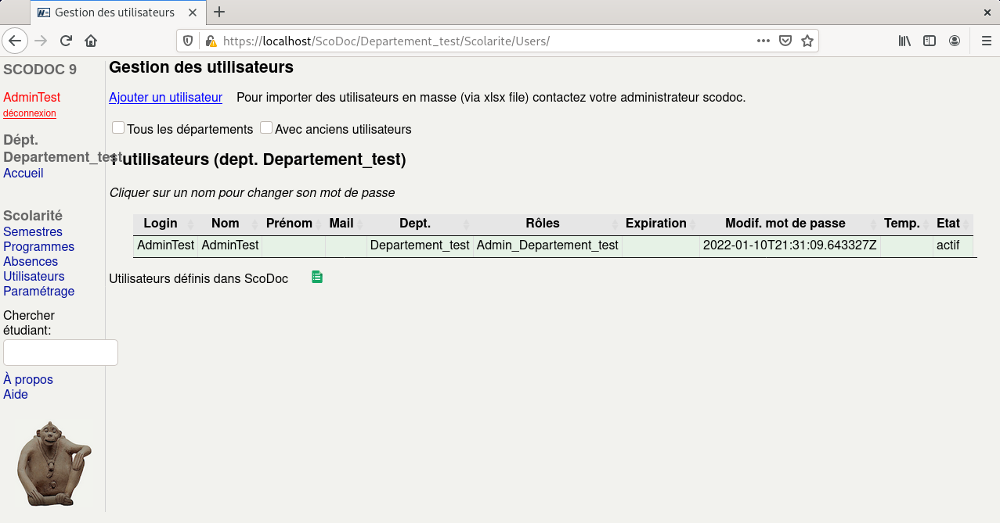 Gestion des utilisateurs
https://localhost/ScoDoc/Departement_test/Scolarite/Users/
SCODOC 9
AdminTest
déconnexion
Dépt.
Departement_test
Accueil
Scolarité
Semestres
Programmes
Absences
Utilisateurs
Paramétrage
Chercher
étudiant:
À propos
Aide
Gestion des utilisateurs
Ajouter un utilisateur Pour importer des utilisateurs en masse (via xlsx file) contactez votre administrateur scodoc.
Tous les départements Avec anciens utilisateurs
1 utilisateurs (dept. Departement_test)
Cliquer sur un nom pour changer son mot de passe
Login Nom Prénom Mail Dept. Rôles Expiration Modif. mot de passe Temp. Etat
AdminTest AdminTest Departement_test Admin_Departement_test 2022-01-10T21:31:09.643327Z actif
Utilisateurs définis dans ScoDoc